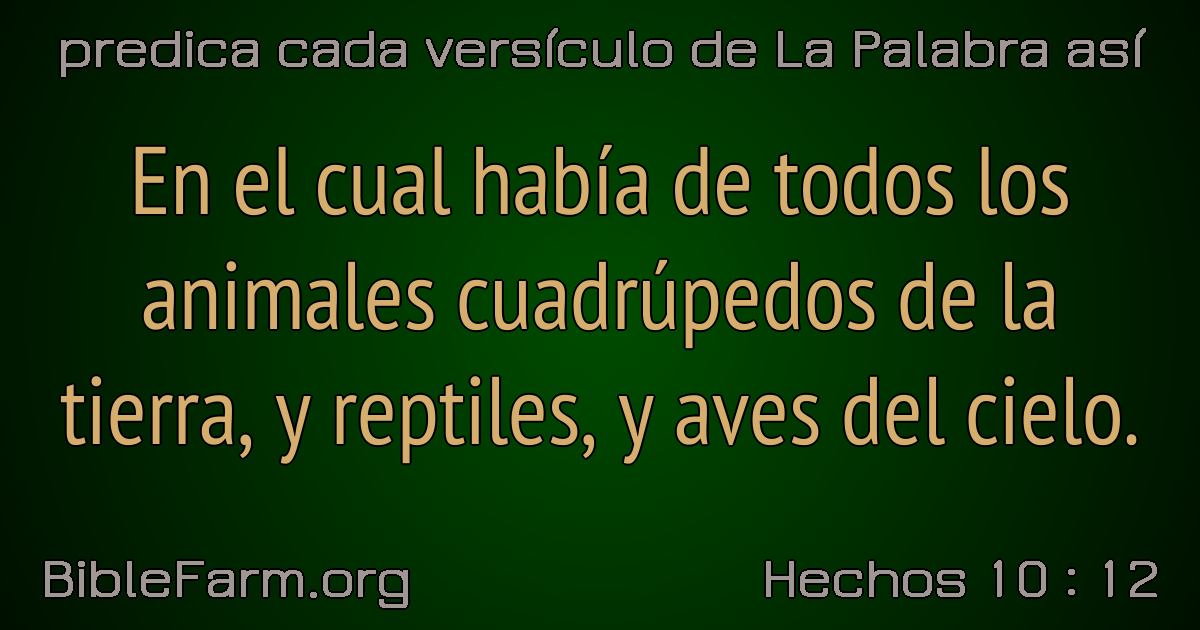 predica cada versículo de La Palabra así
En el cual había de todos los
animales cuadrúpedos de la
tierra, y reptiles, y aves del cielo.
BibleFarm.org
Hechos 10 : 12